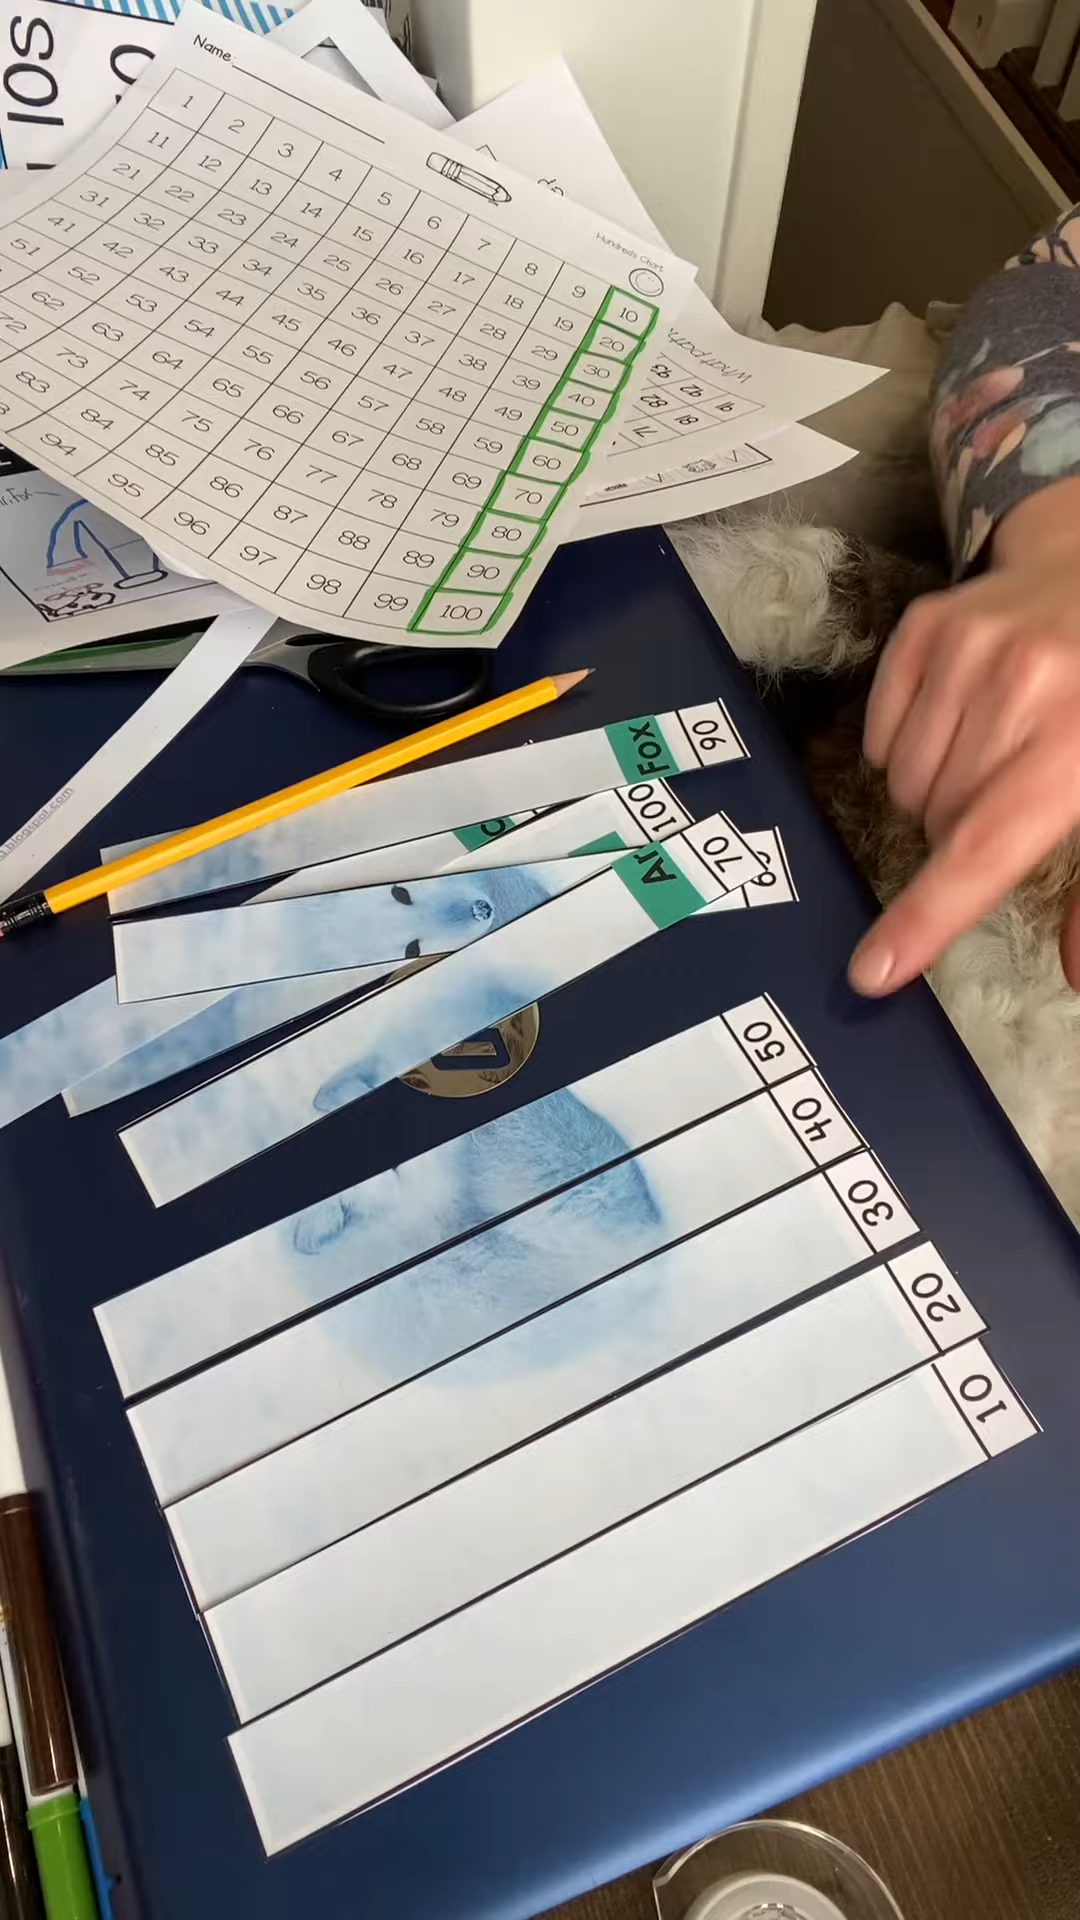 10s
Name:
1 2 3 4 5 6 7 8 9 10
11 12 13 14 15 16 17 18 19 20
21 22 23 24 25 26 27 28 29 30
31 32 33 34 35 36 37 38 39 40
41 42 43 44 45 46 47 48 49 50
51 52 53 54 55 56 57 58 59 60
62 63 64 65 66 67 68 69 70
72 73 74 75 76 77 78 79 80
83 84 85 86 87 88 89 90
94 95 96 97 98 99 100
Hundreds Chart
93
92
91
82
81
71
Fox 90
100
Ar 70
50
40
30
20
10